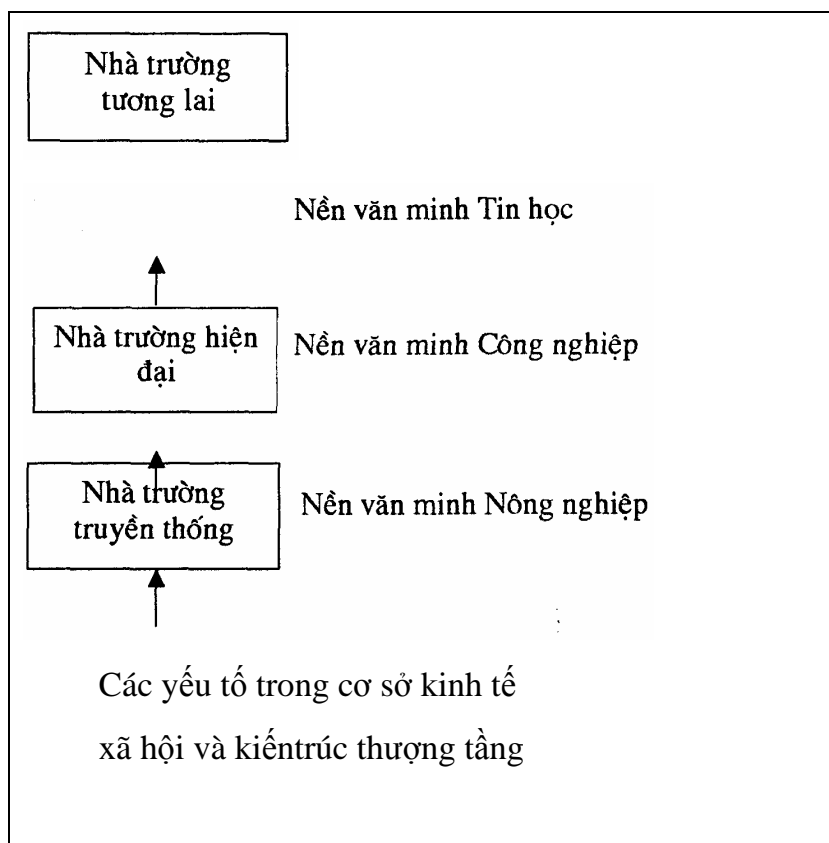 Nhà trường
tương lai
Nền văn minh Tin học
Nhà trường hiện
đại
Nền văn minh Công nghiệp
Nhà trường
truyền thống
Nền văn minh Nông nghiệp
Các yếu tố trong cơ sở kinh tế
xã hội và kiếntrúc thượng tầng